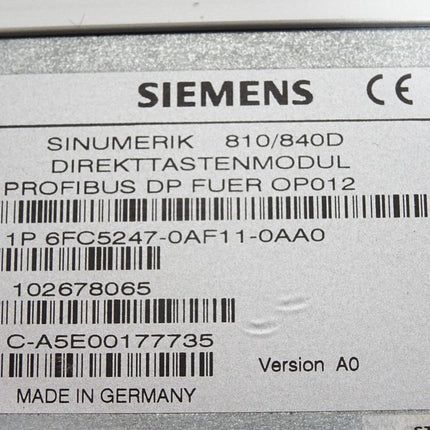 SIEMENS CE
SINUMERIK 810/840D
DIREKTTASTENMODUL
PROFIBUS DP FUER OP012
1P 6FC5247-0AF11-0AA0
102678065
C-A5E00177735
Version A0
MADE IN GERMANY